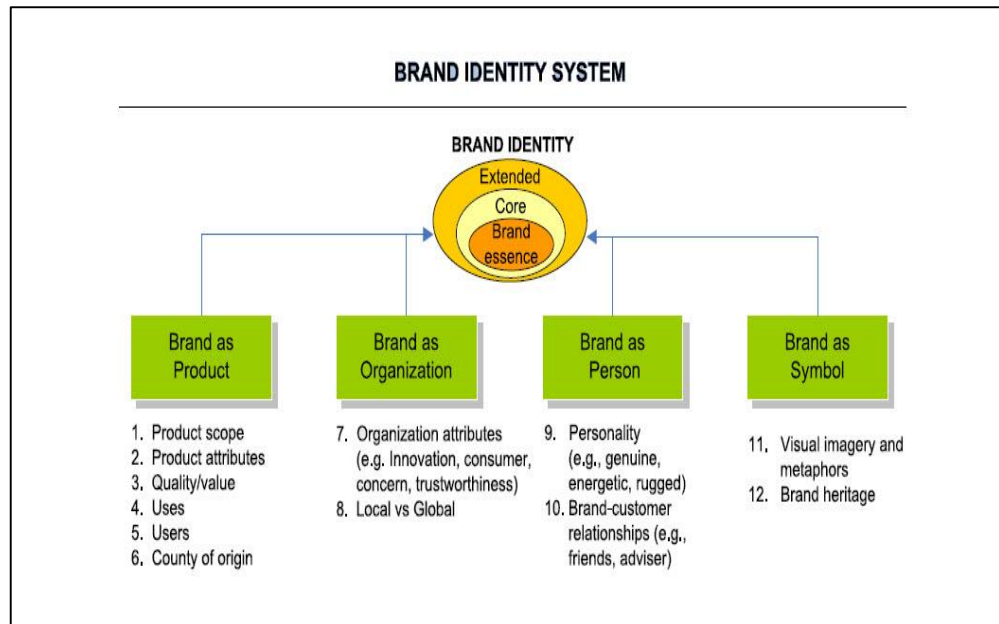 BRAND IDENTITY SYSTEM
BRAND IDENTITY
Extended
Core
Brand
essence
Brand as
Product
1. Product scope
2. Product attributes
3. Quality/value
4. Uses
5. Users
6. County of origin
Brand as
Organization
7. Organization attributes
(e.g. Innovation, consumer,
concern, trustworthiness)
8. Local vs Global
Brand as
Person
9. Personality
(e.g., genuine,
energetic, rugged)
10. Brand-customer
relationships (e.g.,
friends, adviser)
Brand as
Symbol
11. Visual imagery and
metaphors
12. Brand heritage